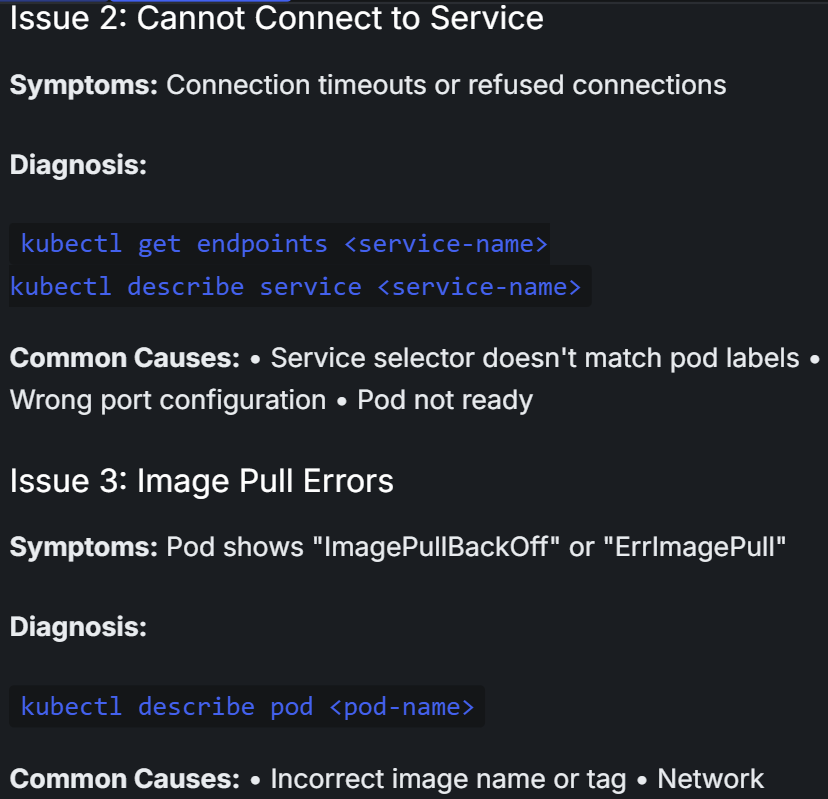 Issue 2: Cannot Connect to Service
Symptoms: Connection timeouts or refused connections
Diagnosis:
kubectl get endpoints <service-name>
kubectl describe service <service-name>
Common Causes: • Service selector doesn't match pod labels •
Wrong port configuration • Pod not ready
Issue 3: Image Pull Errors
Symptoms: Pod shows "ImagePullBackOff" or "ErrImagePull"
Diagnosis:
kubectl describe pod <pod-name>
Common Causes: • Incorrect image name or tag • Network